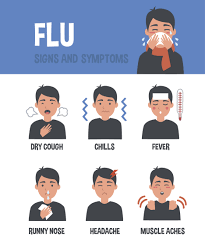 FLU
SIGNS AND SYMPTOMS
DRY COUGH
CHILLS
FEVER
RUNNY NOSE
HEADACHE
MUSCLE ACHES